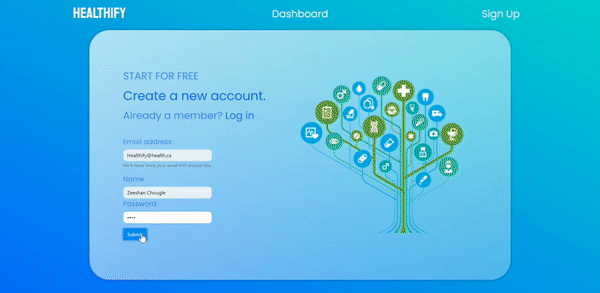 HEALTHIFY
Dashboard
Sign Up
START FOR FREE
Create a new account.
Already a member? Log in
Email address
Healthify@health.ca
We'll never share your email with anyone else.
Name
Zeeshan Chougle
Password
••••
Submit